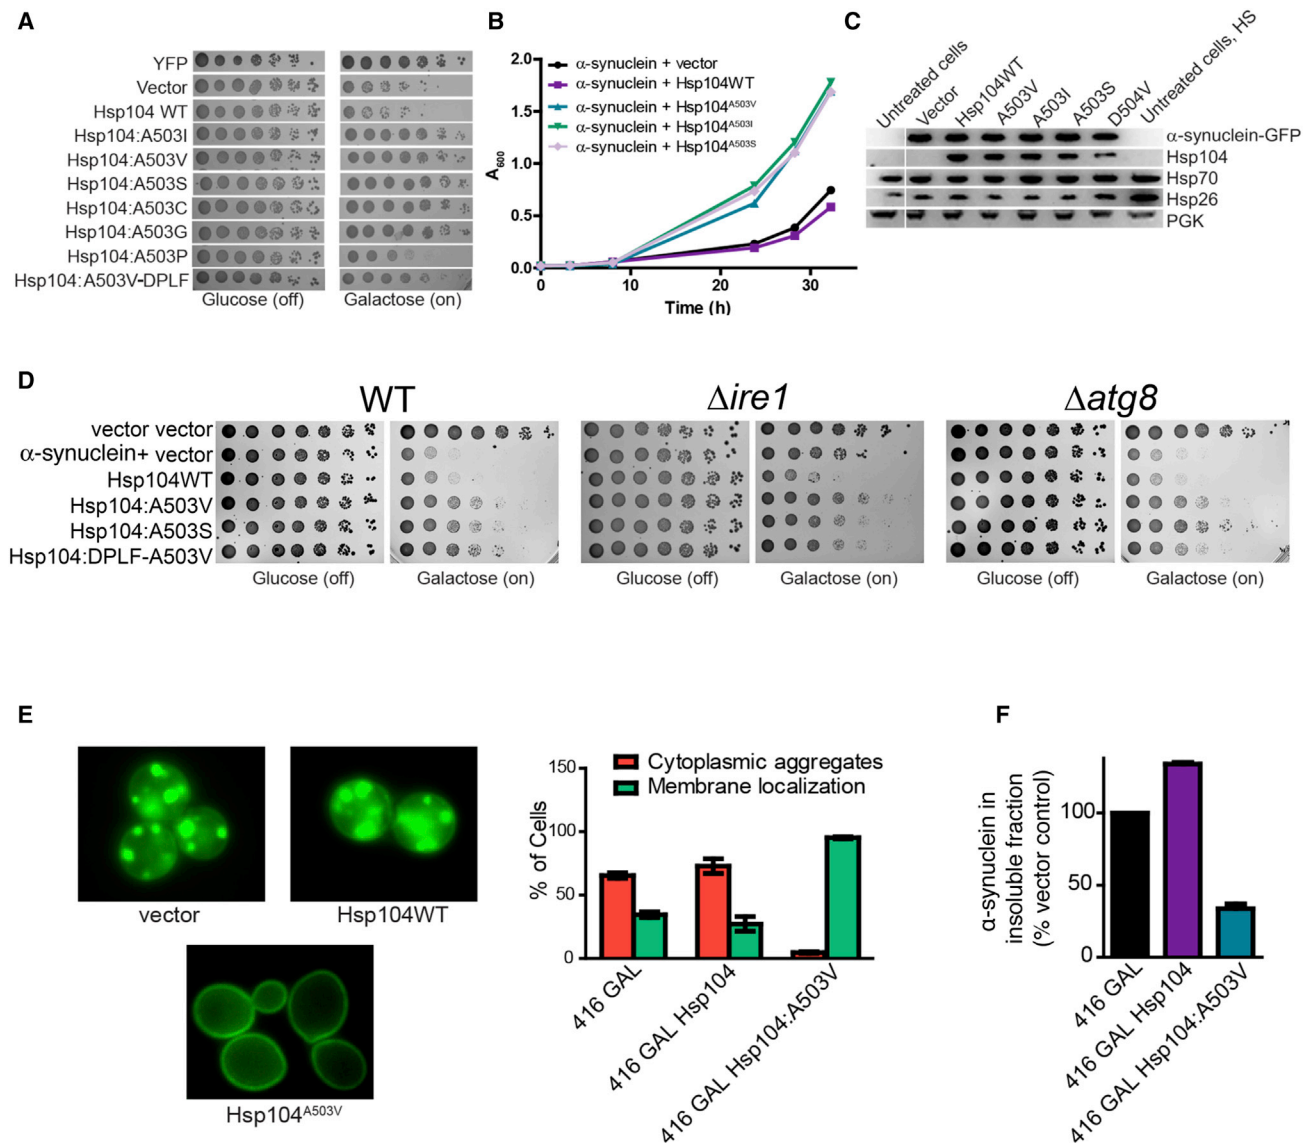 A
YFP
Vector
Hsp104 WT
Hsp104:A503I
Hsp104:A503V
Hsp104:A503S
Hsp104:A503C
Hsp104:A503G
Hsp104:A503P
Hsp104:A503V-DPLF
Glucose (off)
Galactose (on)
B
2.0
1.5
1.0
0.5
0.0
A600
0
10
20
30
Time (h)
α-synuclein + vector
α-synuclein + Hsp104WT
α-synuclein + Hsp104A503V
α-synuclein + Hsp104A503I
α-synuclein + Hsp104A503S
C
Untreated cells
Vector
Hsp104WT
A503V
A503I
A503S
D504V
Untreated cells, HS
α-synuclein-GFP
Hsp104
Hsp70
Hsp26
PGK
D
WT
Δire1
Δatg8
vector vector
α-synuclein+ vector
Hsp104WT
Hsp104:A503V
Hsp104:A503S
Hsp104:DPLF-A503V
Glucose (off)
Galactose (on)
Glucose (off)
Galactose (on)
Glucose (off)
Galactose (on)
E
vector
Hsp104WT
Hsp104A503V
Cytoplasmic aggregates
Membrane localization
150
100
50
0
% of Cells
416 GAL
416 GAL Hsp104
416 GAL Hsp104:A503V
F
α-synuclein in
insoluble fraction
(% vector control)
100
50
0
416 GAL
416 GAL Hsp104
416 GAL Hsp104:A503V